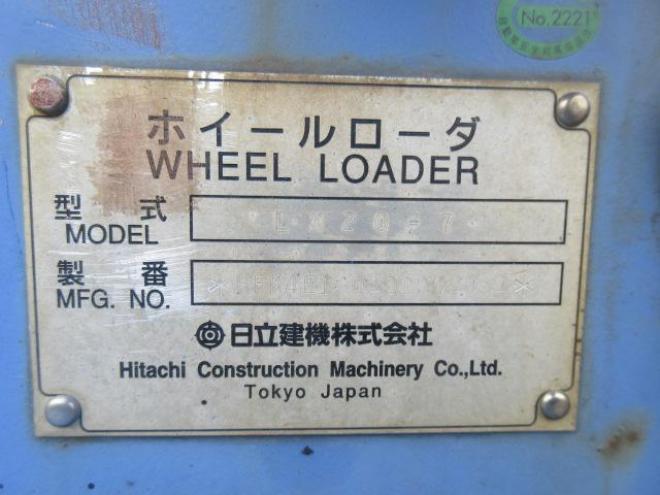 No.2221
ホイールローダ
WHEEL LOADER
型式
MODEL
製番
MFG. NO.
日立建機株式会社
Hitachi Construction Machinery Co.,Ltd.
Tokyo Japan